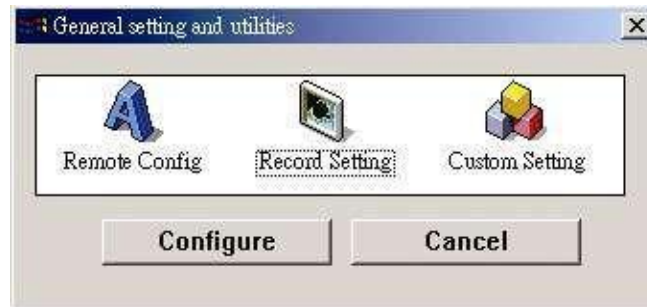 General setting and utilities
Remote Config
Record Setting
Custom Setting
Configure
Cancel